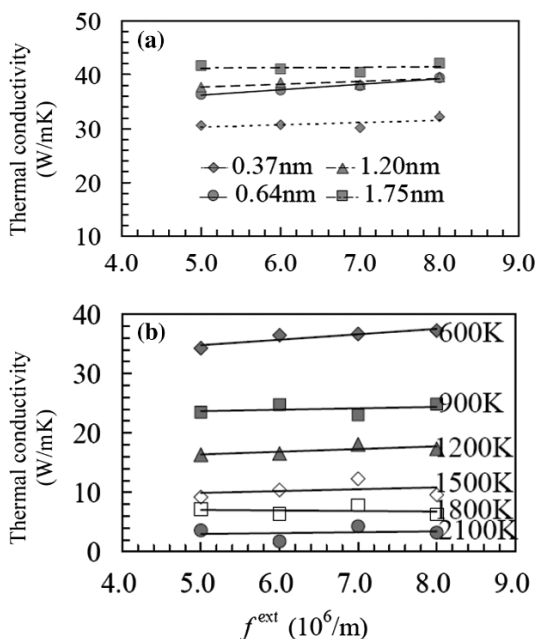 (a)
50
40
30
20
10
Thermal conductivity
(W/mK)
0.37nm 1.20nm
0.64nm 1.75nm
4.0 5.0 6.0 7.0 8.0 9.0
(b)
40
30
20
10
0
Thermal conductivity
(W/mK)
600K
900K
1200K
1500K
1800K
2100K
4.0 5.0 6.0 7.0 8.0 9.0
f^ext (10^6/m)